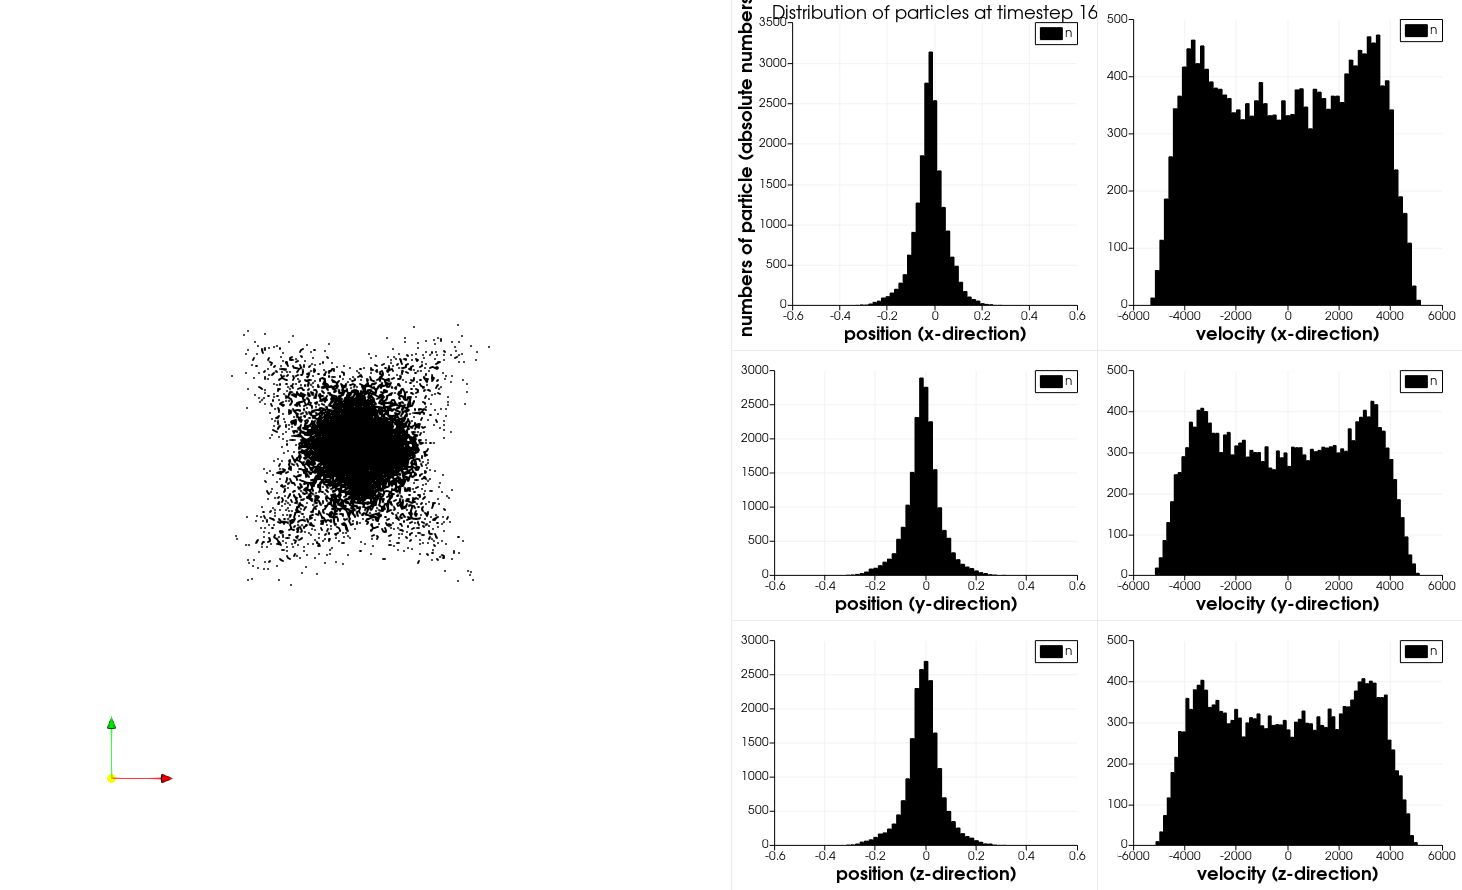 Distribution of particles at timestep 16
numbers of particle (absolute numbers
3500
3000
2500
2000
1500
1000
500
0
-0.6 -0.4 -0.2 0 0.2 0.4 0.6
position (x-direction)
n
500
400
300
200
100
0
-6000 -4000 -2000 0 2000 4000 6000
velocity (x-direction)
n
3000
2500
2000
1500
1000
500
0
-0.6 -0.4 -0.2 0 0.2 0.4 0.6
position (y-direction)
n
500
400
300
200
100
0
-6000 -4000 -2000 0 2000 4000 6000
velocity (y-direction)
n
3000
2500
2000
1500
1000
500
0
-0.6 -0.4 -0.2 0 0.2 0.4 0.6
position (z-direction)
n
500
400
300
200
100
0
-6000 -4000 -2000 0 2000 4000 6000
velocity (z-direction)
n